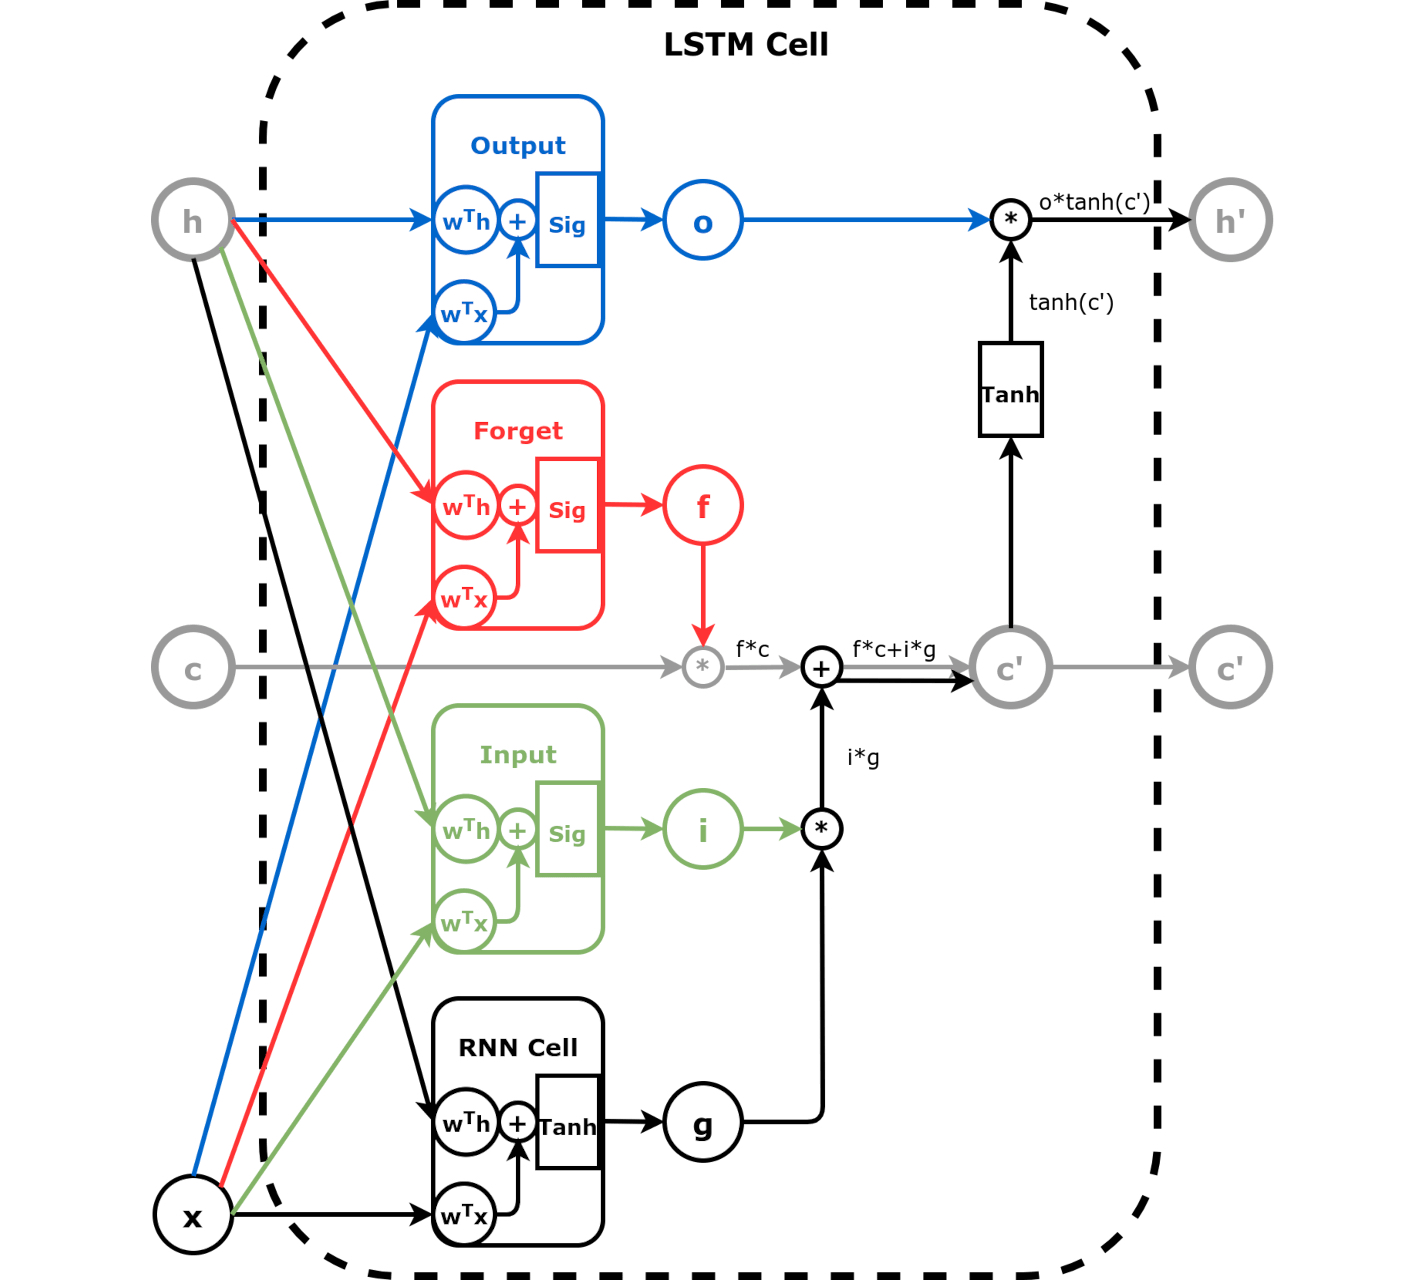 LSTM Cell
Output
h
wᵀh
+
Sig
o
*
o*tanh(c')
h'
wᵀx
tanh(c')
Tanh
Forget
wᵀh
+
Sig
f
wᵀx
c
*
f*c
+
f*c+i*g
c'
c'
Input
i*g
wᵀh
+
Sig
i
*
wᵀx
RNN Cell
wᵀh
+
Tanh
g
x
wᵀx